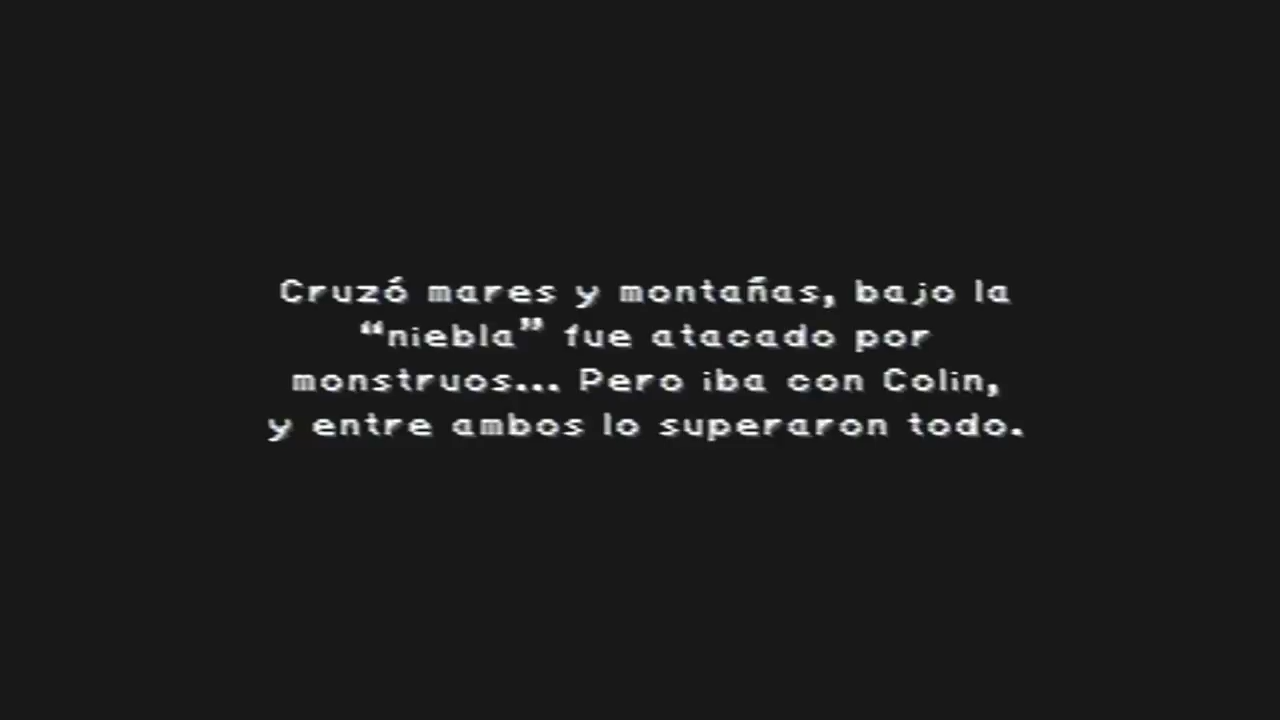 Cruzó mares y montañas, bajo la
“niebla” fue atacado por
monstruos... Pero iba con Colin,
y entre ambos lo superaron todo.